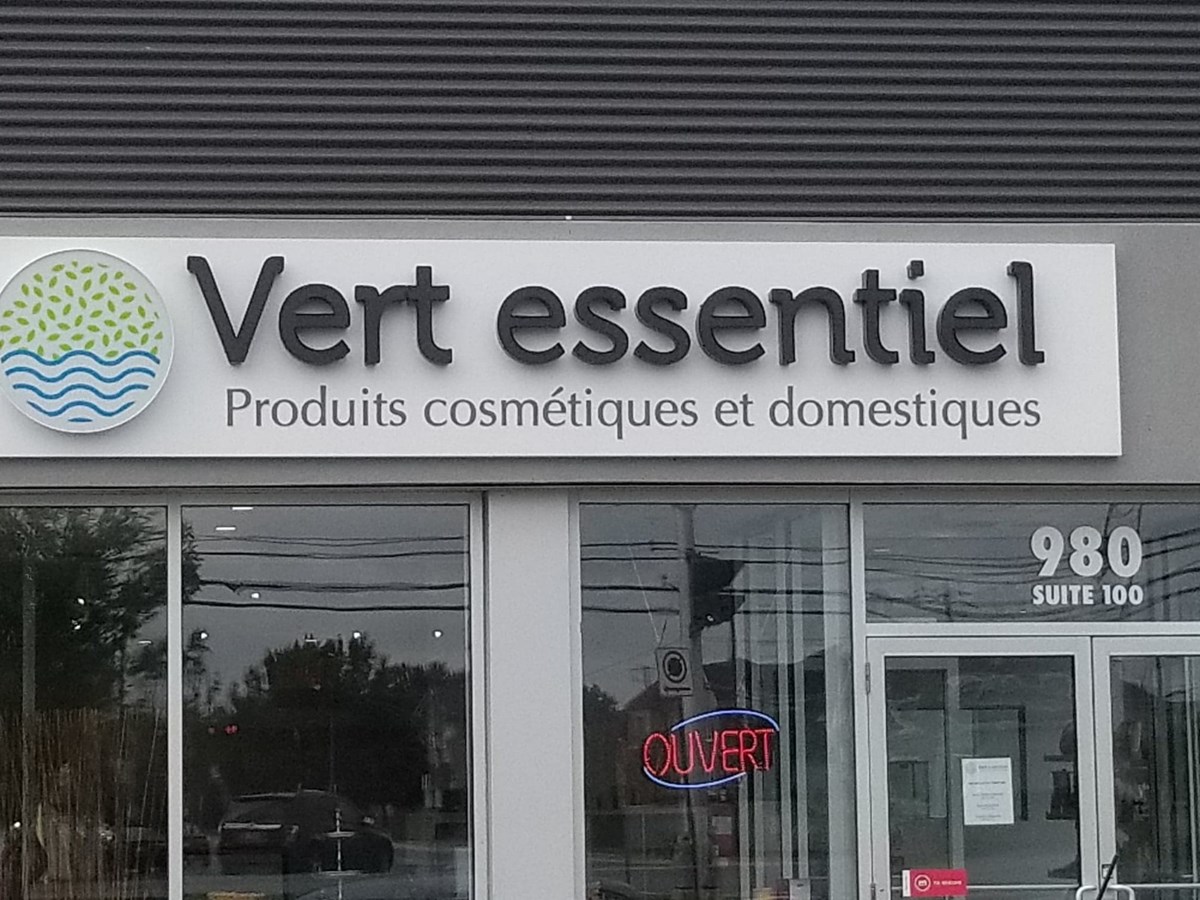 Vert essentiel
Produits cosmétiques et domestiques
980
SUITE 100
OUVERT